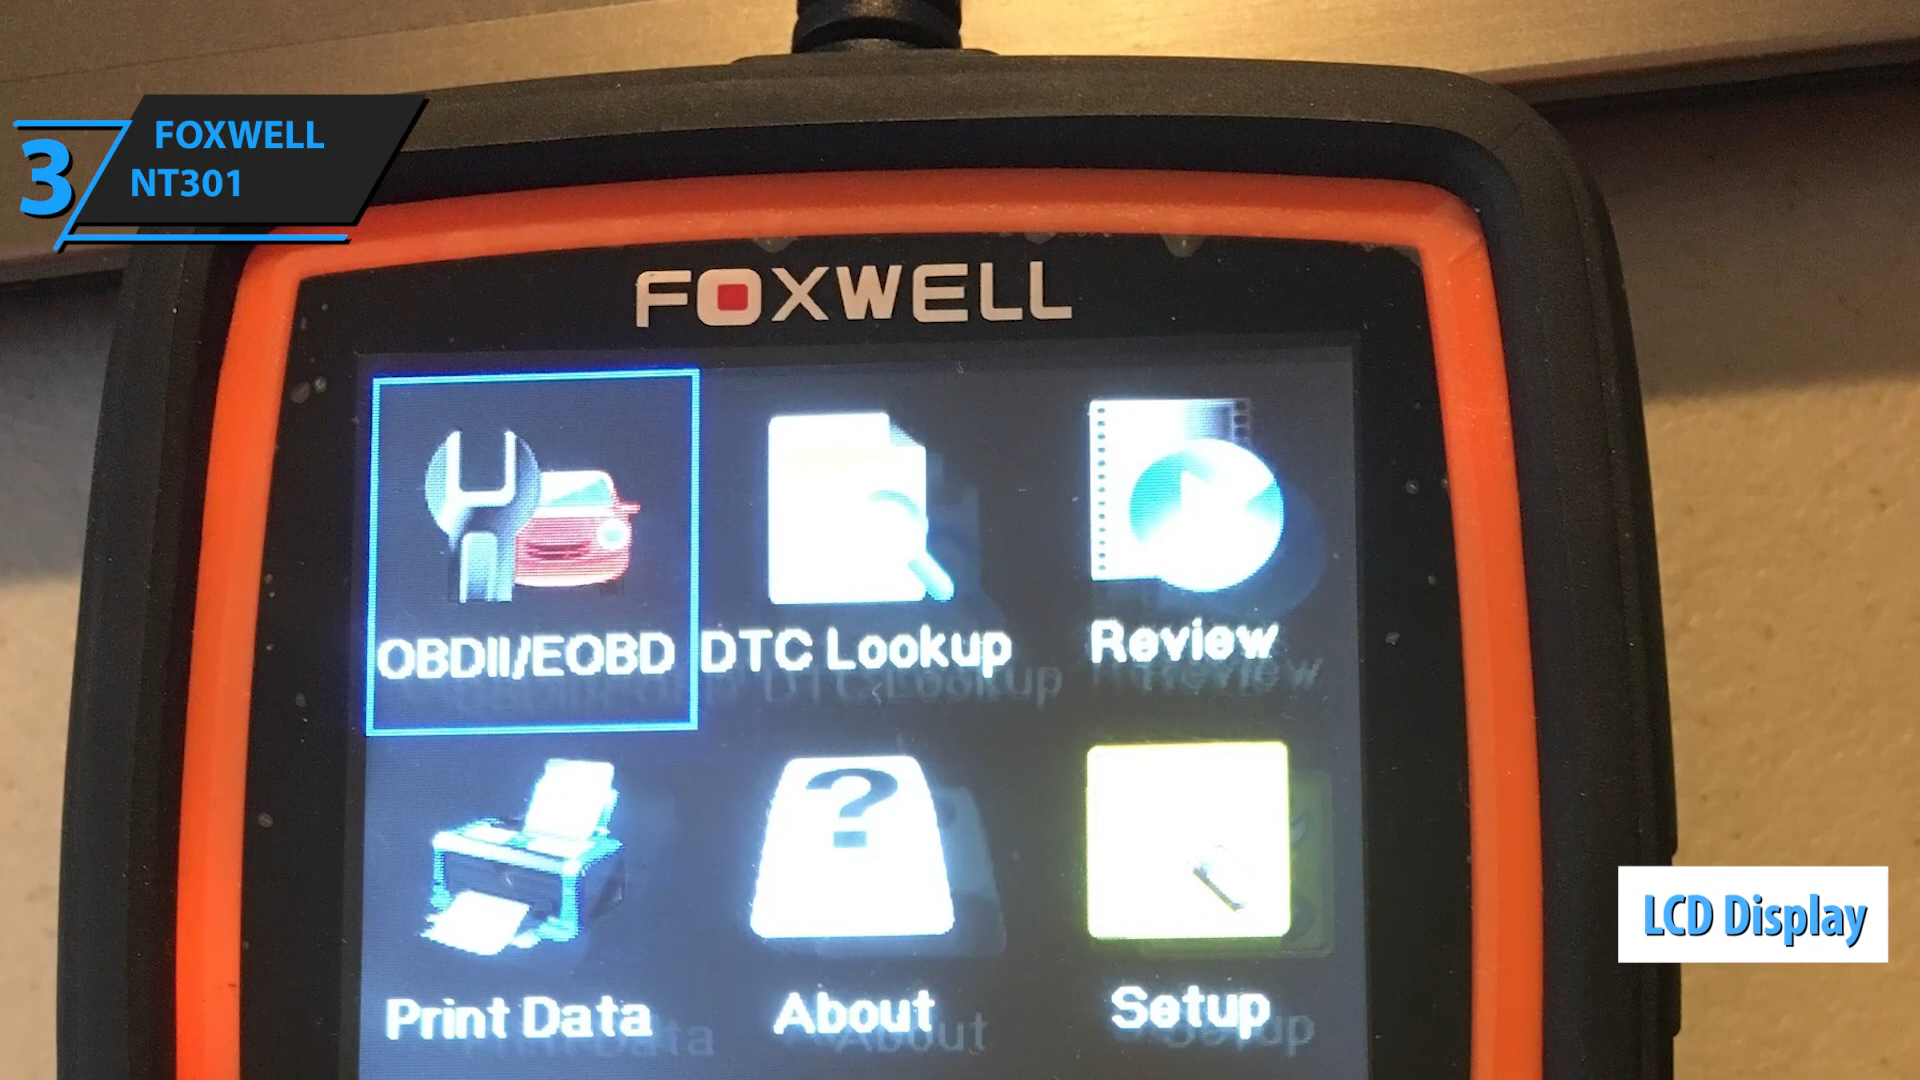 3
FOXWELL
NT301
FOXWELL
OBDII/EOBD DTC Lookup Review
?
Print Data About Setup
LCD Display